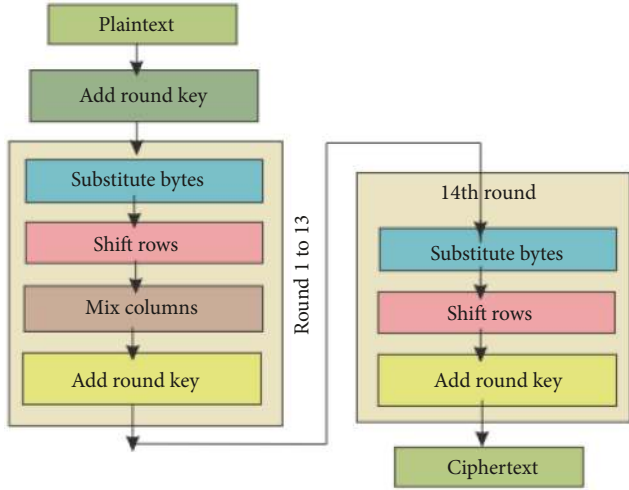 Plaintext
Add round key
Substitute bytes
Shift rows
Mix columns
Add round key
Round 1 to 13
14th round
Substitute bytes
Shift rows
Add round key
Ciphertext